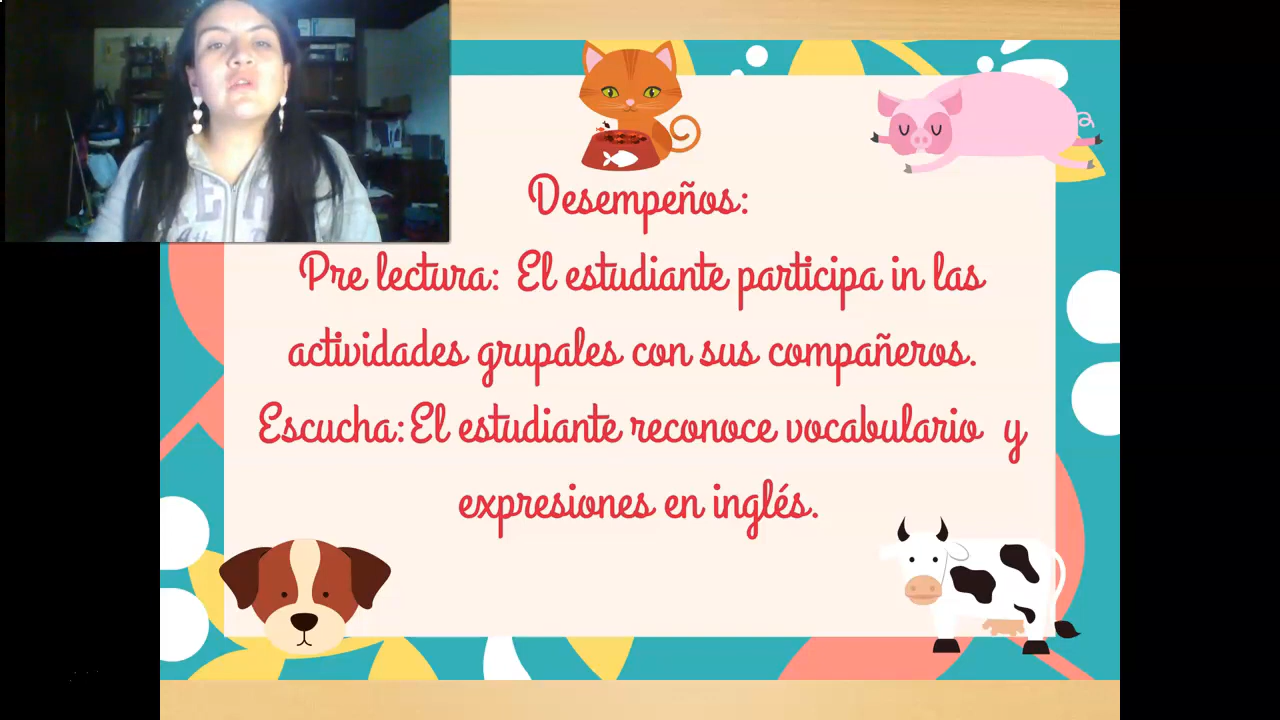 Desempeños:
Pre lectura: El estudiante participa in las
actividades grupales con sus compañeros.
Escucha:El estudiante reconoce vocabulario y
expresiones en inglés.